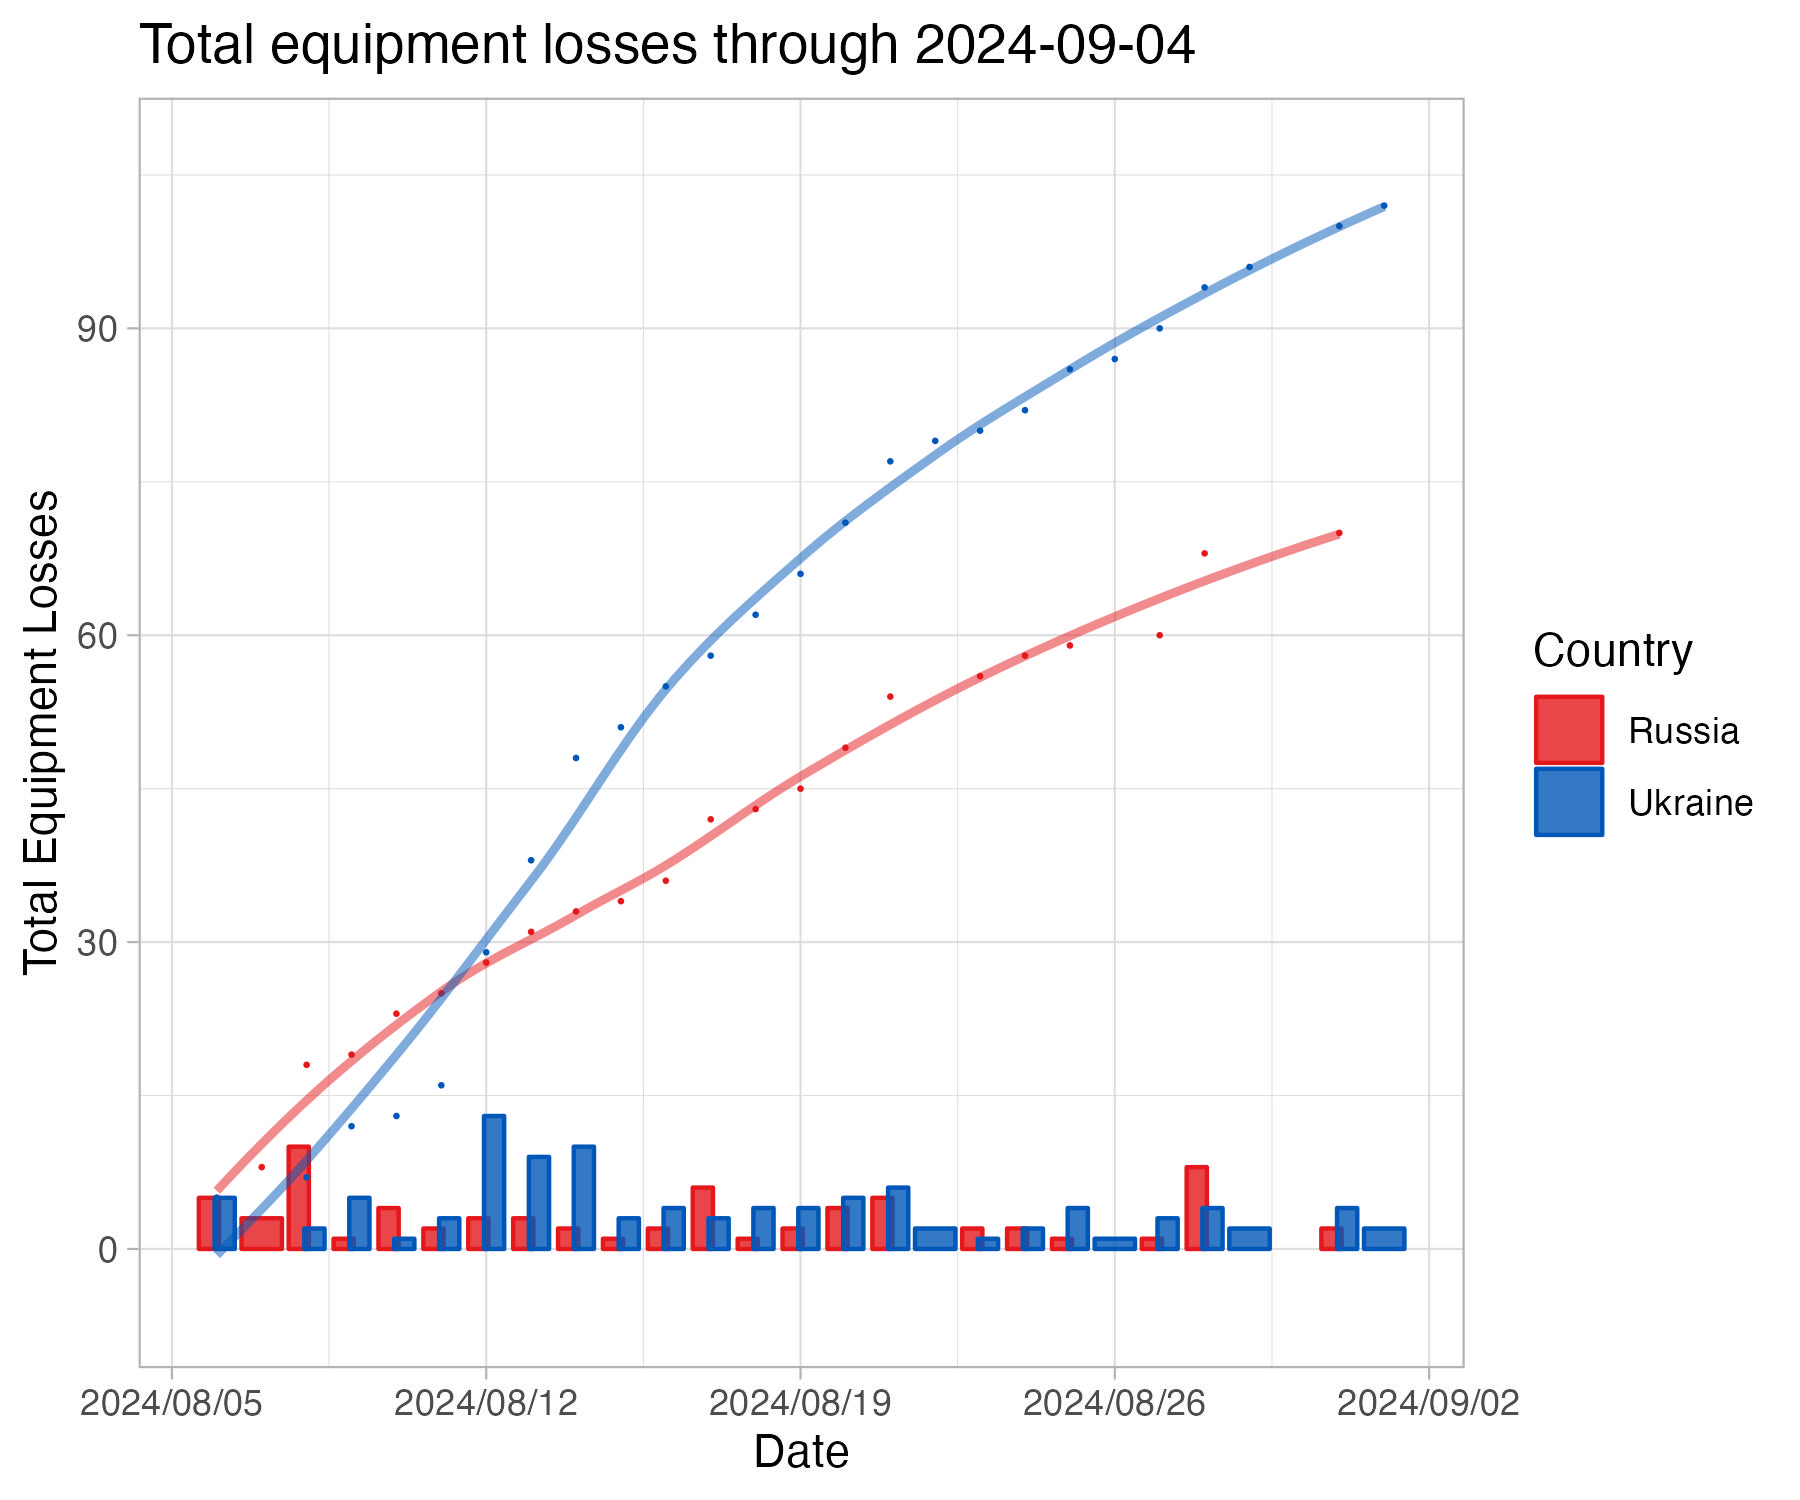 Total equipment losses through 2024-09-04
Total Equipment Losses
90
60
30
0
2024/08/05
2024/08/12
2024/08/19
2024/08/26
2024/09/02
Date
Country
Russia
Ukraine